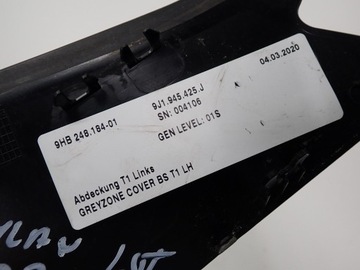 9HB 248.184-01
9J1.945.425.J
SN: 004106
04.03.2020
GEN LEVEL: 01S
Abdeckung T1 Links
GREYZONE COVER BS T1 LH